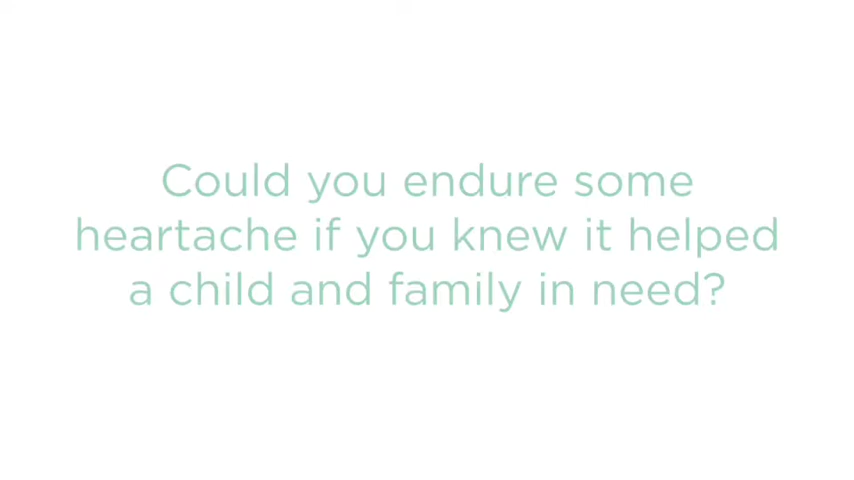 Could you endure some
heartache if you knew it helped
a child and family in need?